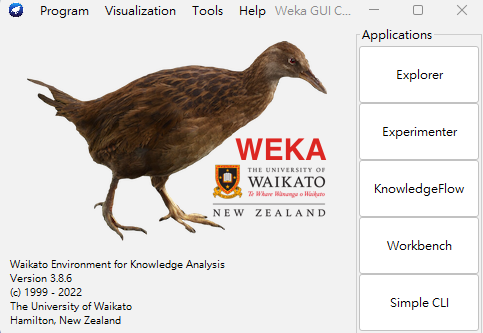 Program Visualization Tools Help Weka GUI C...
Applications
Explorer
Experimenter
KnowledgeFlow
Workbench
Simple CLI
WEKA
THE UNIVERSITY OF
WAIKATO
Te Whare Wānanga o Waikato
NEW ZEALAND
Waikato Environment for Knowledge Analysis
Version 3.8.6
(c) 1999 - 2022
The University of Waikato
Hamilton, New Zealand